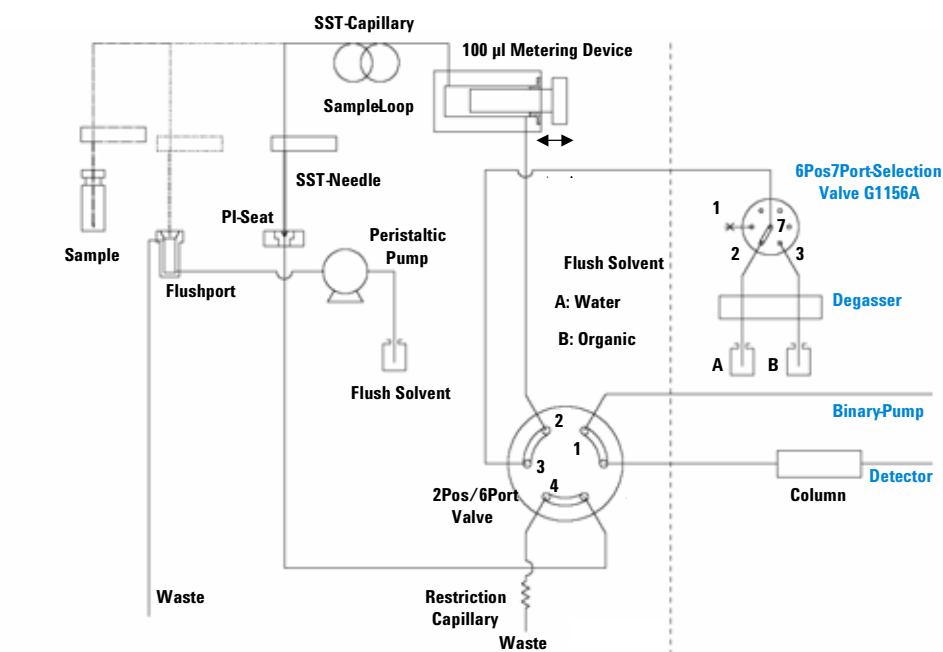 SST-Capillary
100 µl Metering Device
SampleLoop
6Pos7Port-Selection
Valve G1156A
SST-Needle
1
7
PI-Seat
2
3
Peristaltic
Pump
Sample
Flush Solvent
Flushport
A: Water
Degasser
B: Organic
A
B
Flush Solvent
Binary-Pump
2
1
3
4
Detector
2Pos/6Port
Valve
Column
Waste
Restriction
Capillary
Waste